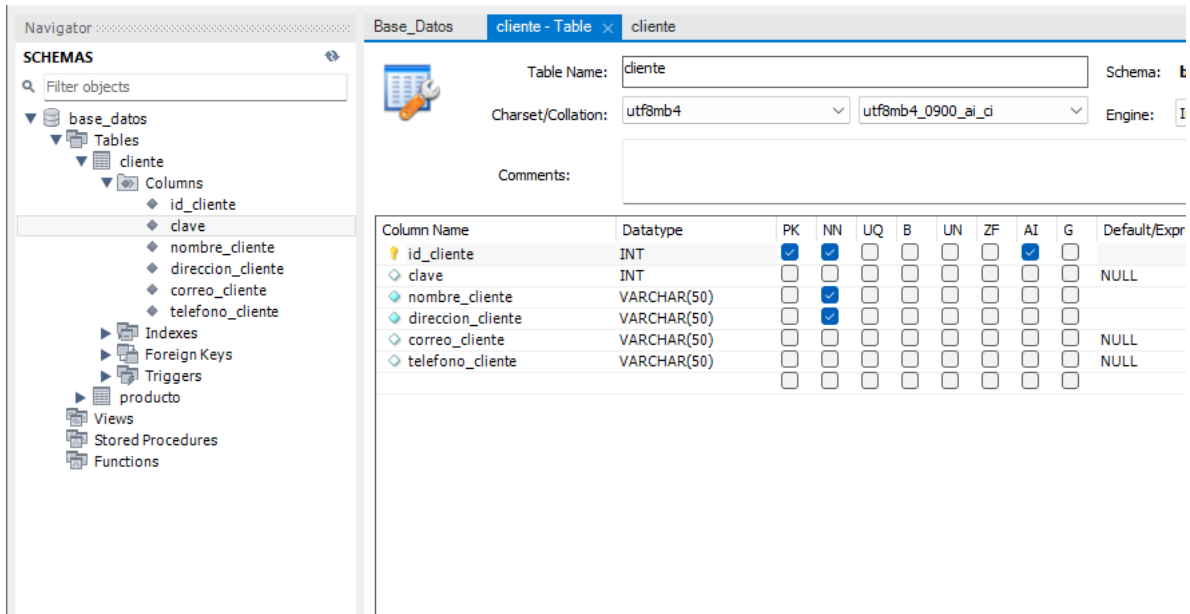 Navigator
SCHEMAS
Filter objects
base_datos
Tables
cliente
Columns
id_cliente
clave
nombre_cliente
direccion_cliente
correo_cliente
telefono_cliente
Indexes
Foreign Keys
Triggers
producto
Views
Stored Procedures
Functions
Base_Datos cliente - Table cliente
Table Name: cliente Schema: b
Charset/Collation: utf8mb4 utf8mb4_0900_ai_ci Engine: I
Comments:
Column Name Datatype PK NN UQ B UN ZF AI G Default/Expr
id_cliente INT
clave INT NULL
nombre_cliente VARCHAR(50)
direccion_cliente VARCHAR(50)
correo_cliente VARCHAR(50) NULL
telefono_cliente VARCHAR(50) NULL